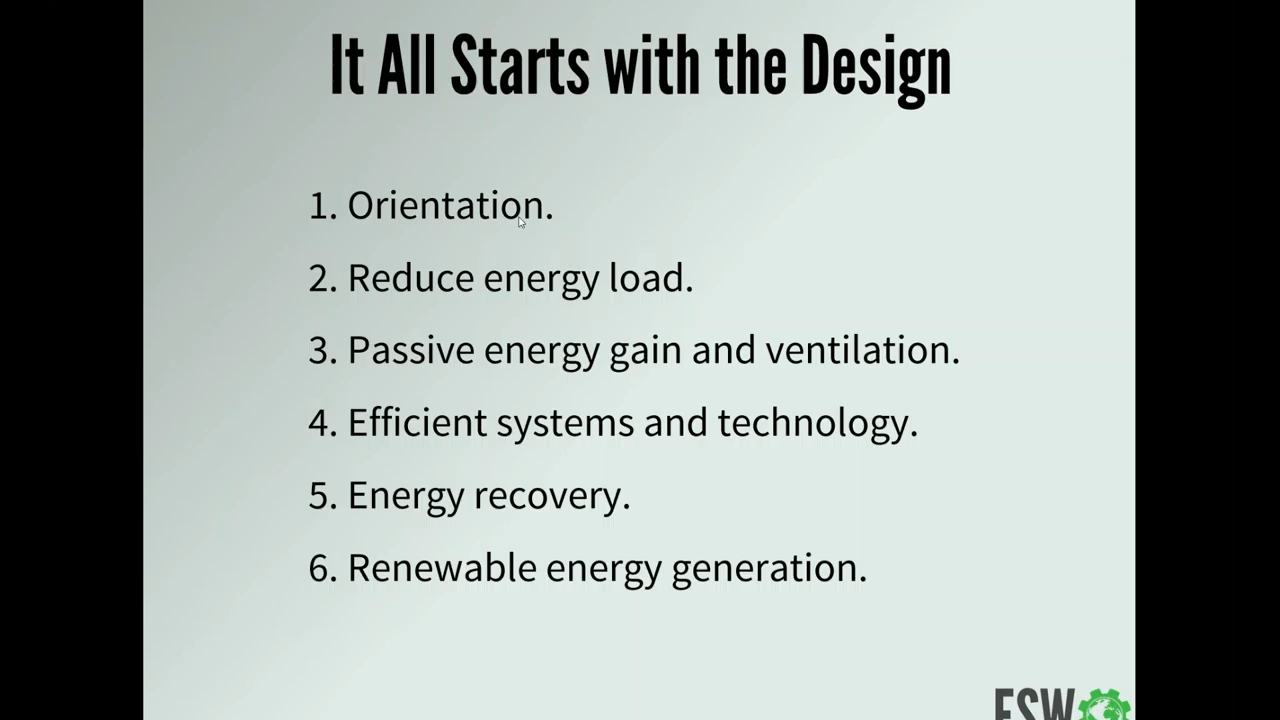 It All Starts with the Design
1. Orientation.
2. Reduce energy load.
3. Passive energy gain and ventilation.
4. Efficient systems and technology.
5. Energy recovery.
6. Renewable energy generation.
ESW